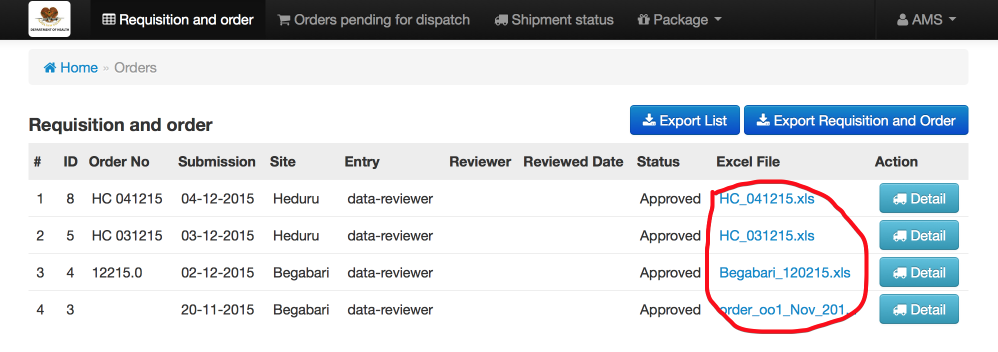 DEPARTMENT OF HEALTH
Requisition and order Orders pending for dispatch Shipment status Package AMS
Home » Orders
Requisition and order
Export List Export Requisition and Order
# ID Order No Submission Site Entry Reviewer Reviewed Date Status Excel File Action
1 8 HC 041215 04-12-2015 Heduru data-reviewer Approved HC_041215.xls Detail
2 5 HC 031215 03-12-2015 Heduru data-reviewer Approved HC_031215.xls Detail
3 4 12215.0 02-12-2015 Begabari data-reviewer Approved Begabari_120215.xls Detail
4 3 20-11-2015 Begabari data-reviewer Approved order_oo1_Nov_201.. Detail